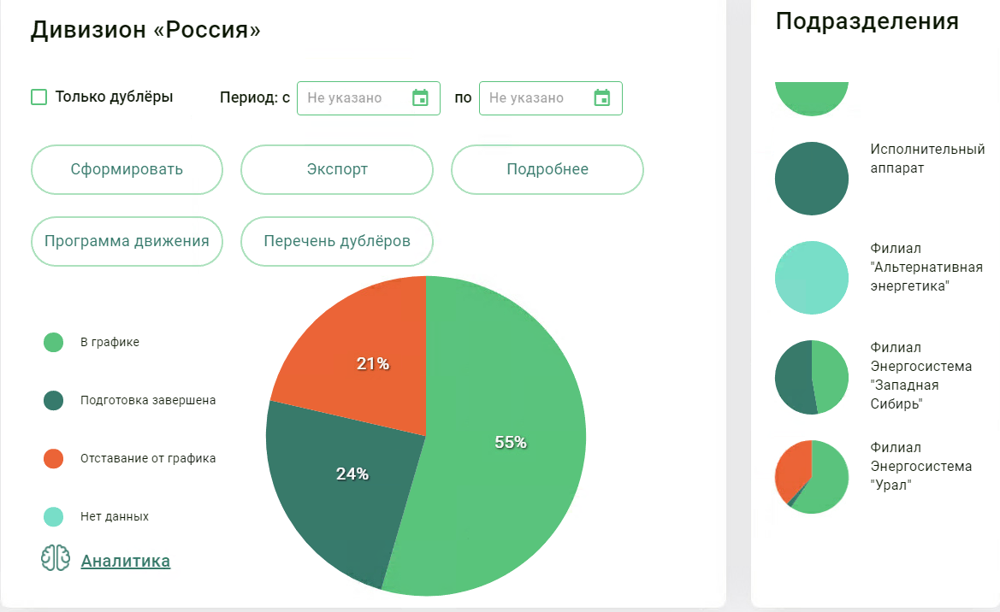 Дивизион «Россия»
Только дублёры
Период: с
Не указано
по
Не указано
Сформировать
Экспорт
Подробнее
Программа движения
Перечень дублёров
В графике
Подготовка завершена
Отставание от графика
Нет данных
Аналитика
21%
55%
24%
Подразделения
Исполнительный
аппарат
Филиал
"Альтернативная
энергетика"
Филиал
Энергосистема
"Западная
Сибирь"
Филиал
Энергосистема
"Урал"